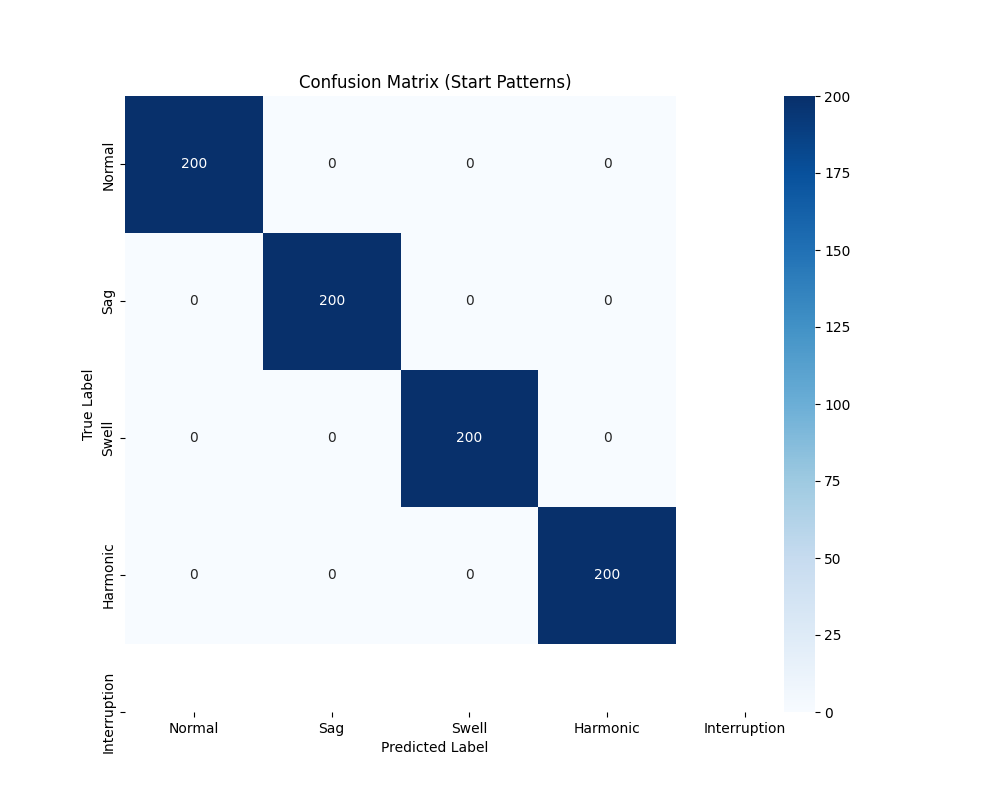 Confusion Matrix (Start Patterns)
True Label
Normal
200 0 0 0
Sag
0 200 0 0
Swell
0 0 200 0
Harmonic
0 0 0 200
Interruption
Normal Sag Swell Harmonic Interruption
Predicted Label
200
175
150
125
100
75
50
25
0